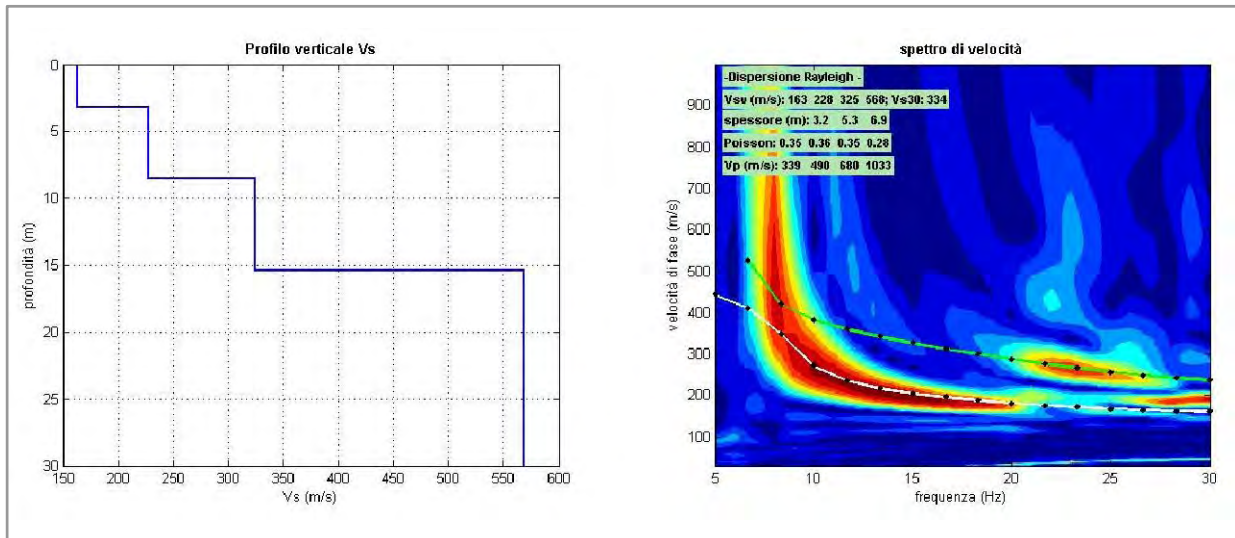 Profilo verticale Vs
0
5
10
15
20
25
30
profondità (m)
150 200 250 300 350 400 450 500 550 600
Vs (m/s)
spettro di velocità
-Dispersione Rayleigh -
Vsv (m/s): 163 228 325 568; Vs30: 334
spessore (m): 3.2 5.3 6.9
Poisson: 0.35 0.36 0.35 0.28
Vp (m/s): 339 490 680 1033
900
800
700
600
500
400
300
200
100
velocità di fase (m/s)
5 10 15 20 25 30
frequenza (Hz)